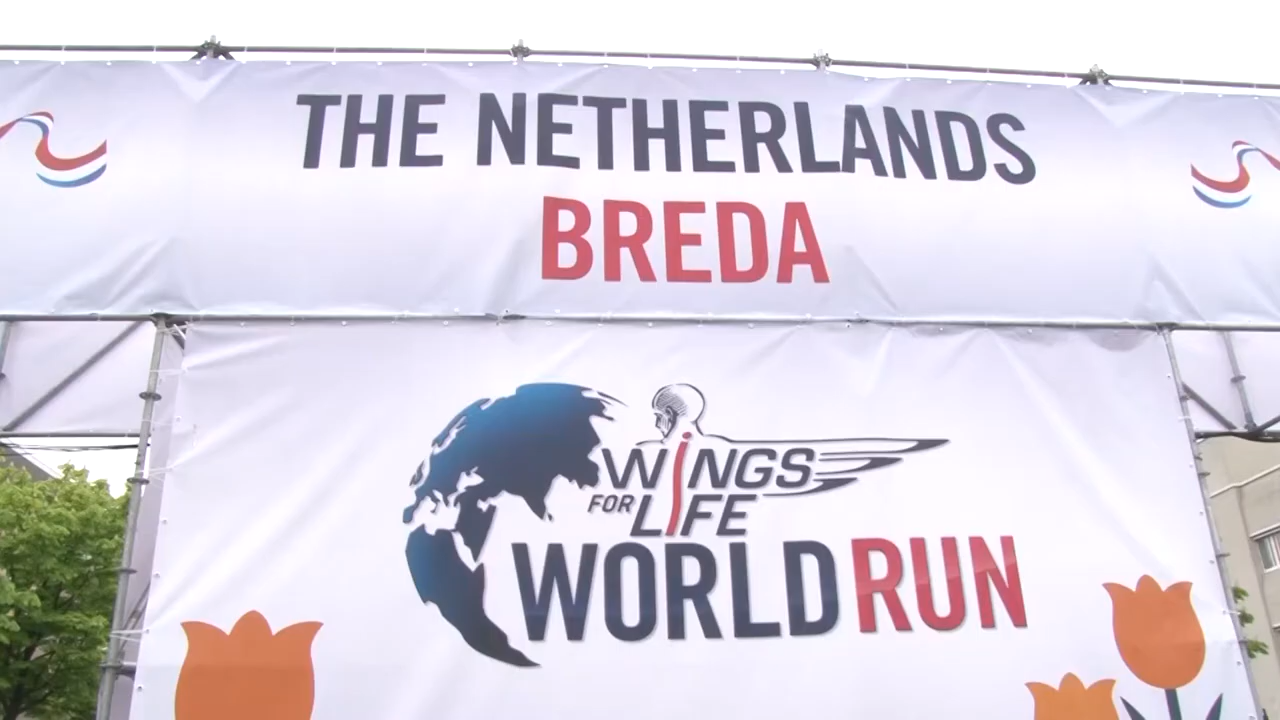 THE NETHERLANDS
BREDA
WINGS
FOR LIFE
WORLD RUN